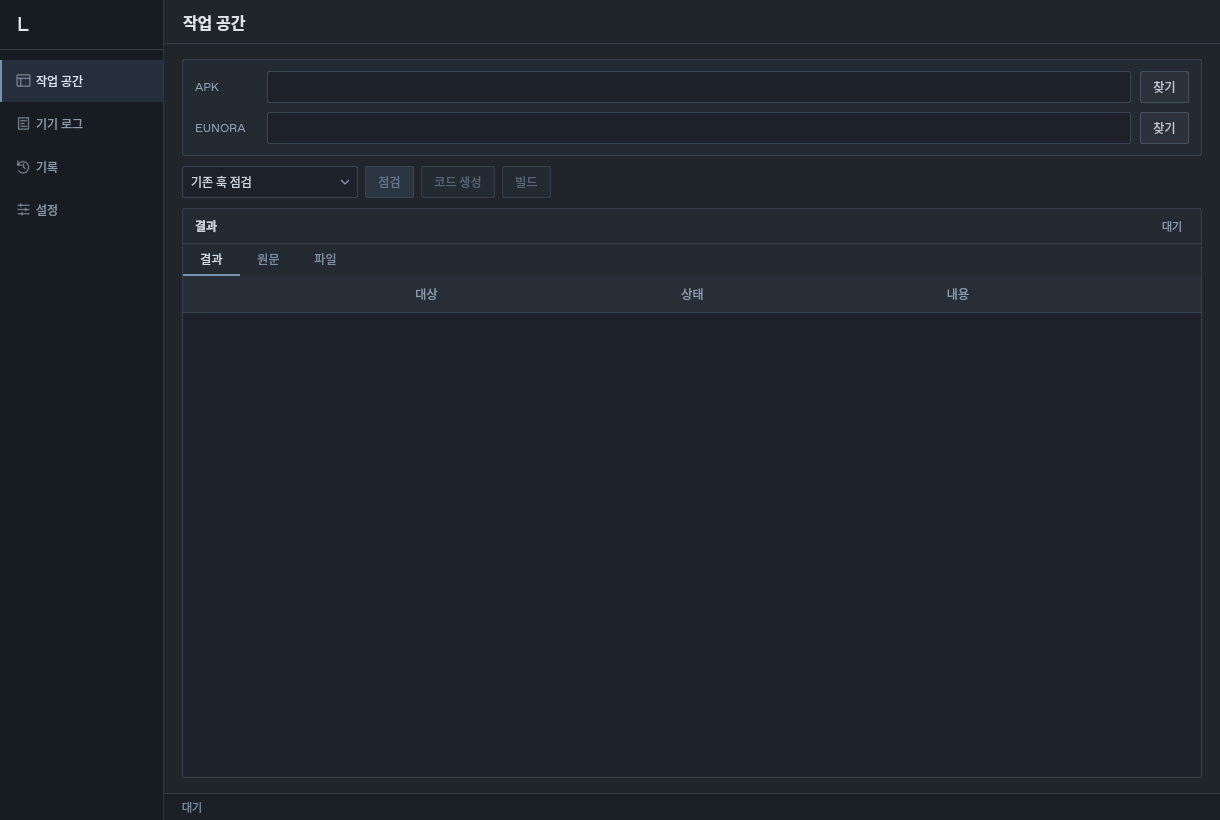 L
작업 공간
기기 로그
기록
설정
작업 공간
APK
찾기
EUNORA
찾기
기존 훅 점검
점검
코드 생성
빌드
결과
대기
결과
원문
파일
대상
상태
내용
대기